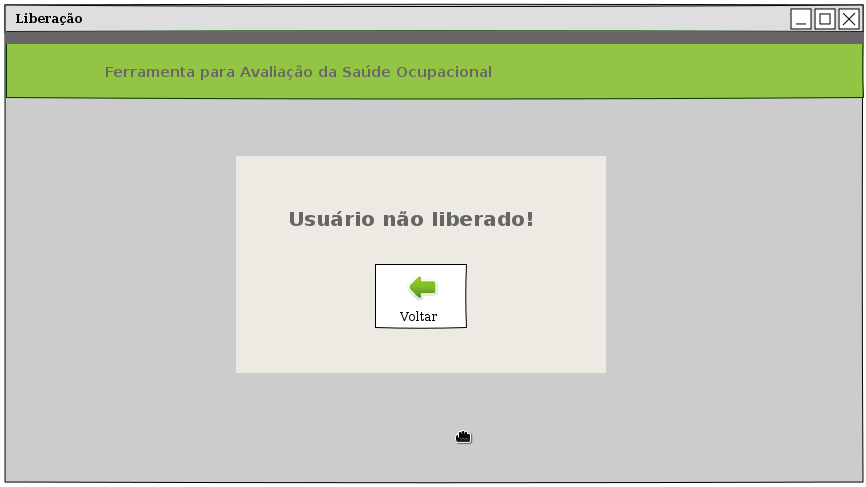 Liberação
Ferramenta para Avaliação da Saúde Ocupacional
Usuário não liberado!
Voltar